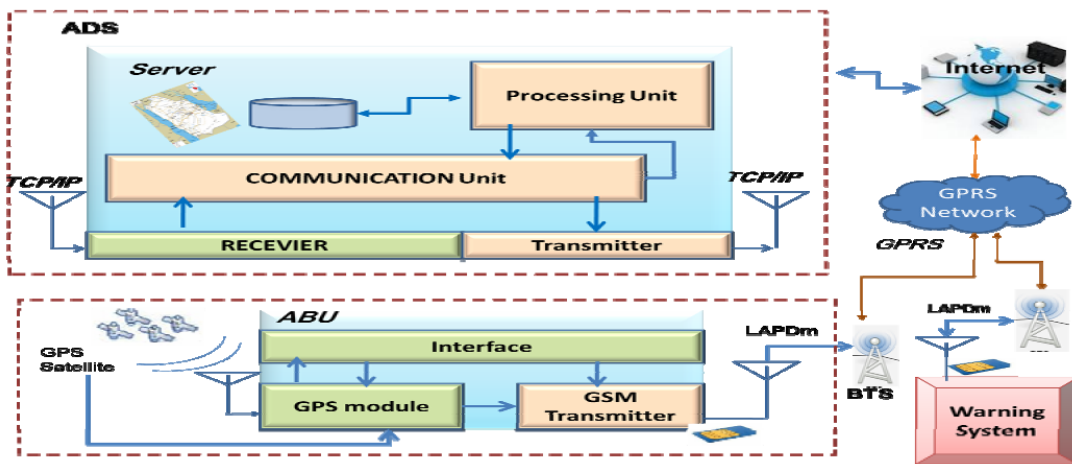 ADS
Server
Processing Unit
Internet
TCP/IP
COMMUNICATION Unit
TCP/IP
GPRS
Network
RECEVIER
Transmitter
GPRS
ABU
LAPDm
LAPDm
Interface
GPS
Satellite
GPS module
GSM
Transmitter
BTS
Warning
System